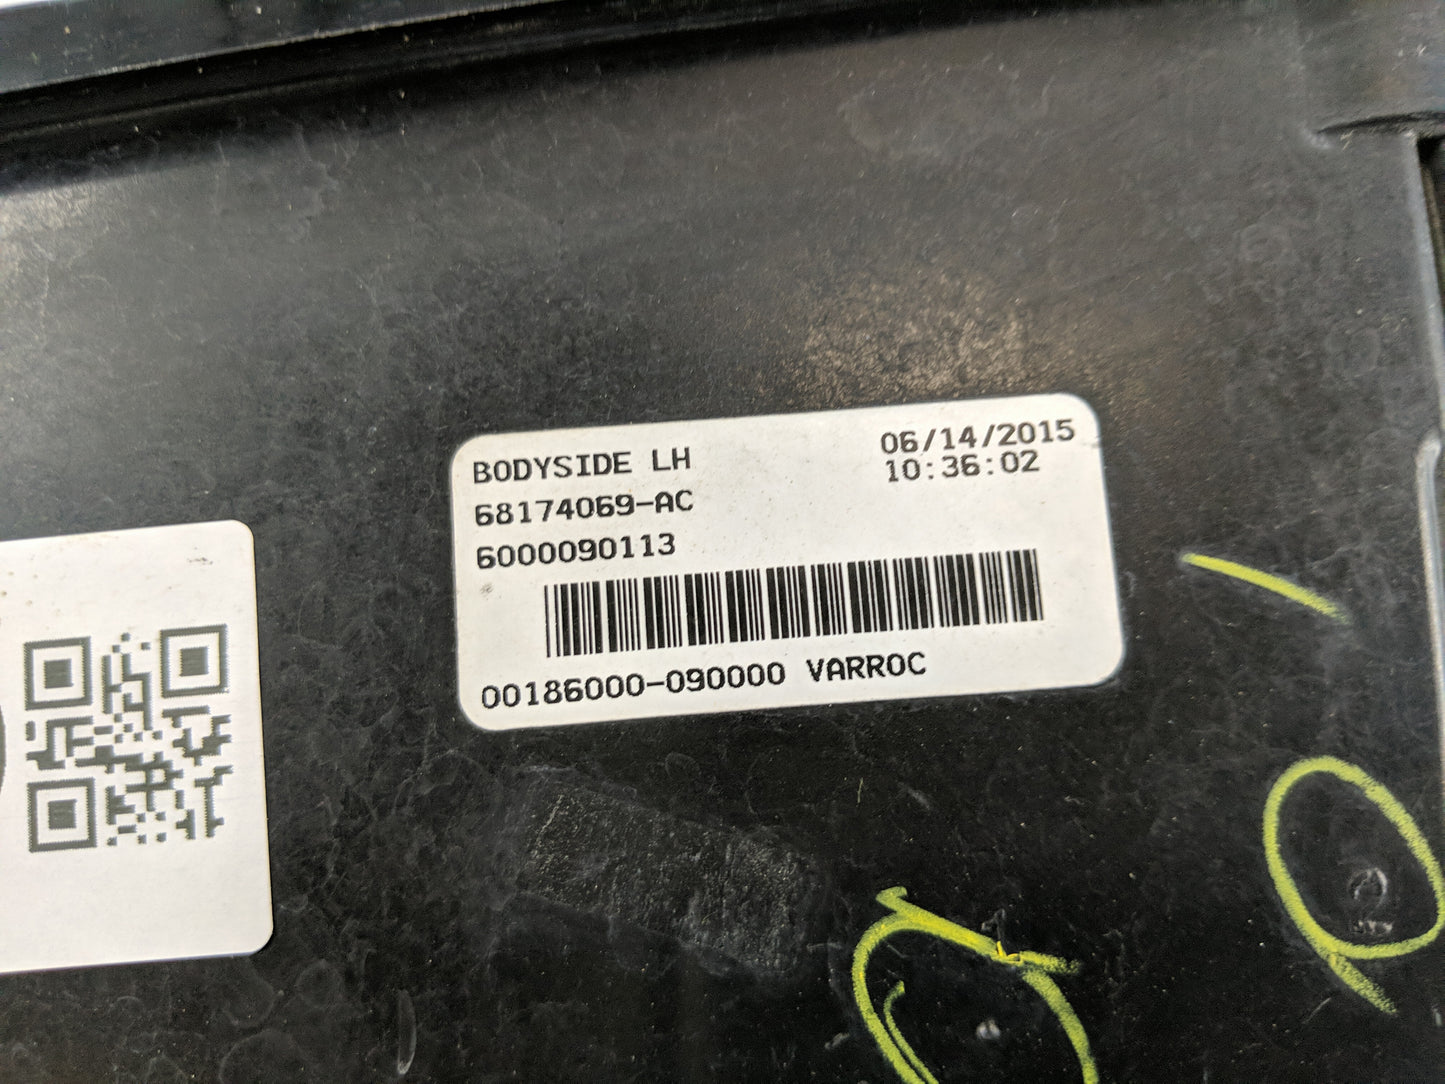 BODYSIDE LH
06/14/2015
68174069-AC
10:36:02
6000090113
00186000-090000 VARROC